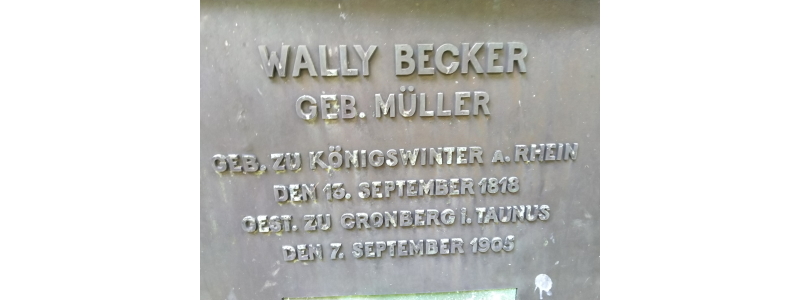 WALLY BECKER
GEB. MÜLLER
GEB. ZU KÖNIGSWINTER A. RHEIN
DEN 13. SEPTEMBER 1818
GEST. ZU CRONBERG I. TAUNUS
DEN 7. SEPTEMBER 1905